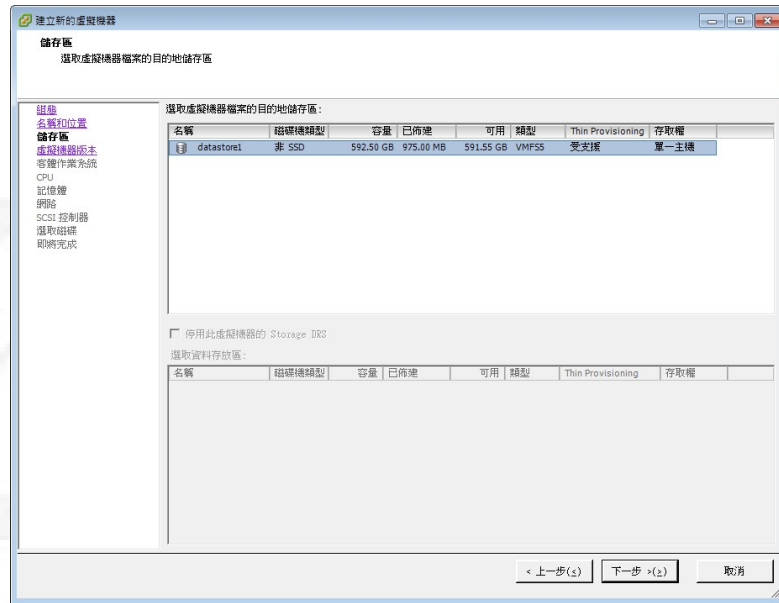 建立新的虛擬機器
儲存區
選取虛擬機器檔案的目的地儲存區
組態
名稱和位置
儲存區
虛擬機器版本
客體作業系統
CPU
記憶體
網路
SCSI 控制器
選取磁碟
即將完成
選取虛擬機器檔案的目的地儲存區:
名稱 磁碟機類型 容量 已佈建 可用 類型 Thin Provisioning 存取權
datastore1 非 SSD 592.50 GB 975.00 MB 591.55 GB VMFS5 受支援 單一主機
停用此虛擬機器的 Storage DRS
選取資料存放區:
名稱 磁碟機類型 容量 已佈建 可用 類型 Thin Provisioning 存取權
< 上一步(≤) 下一步 >(≥) 取消